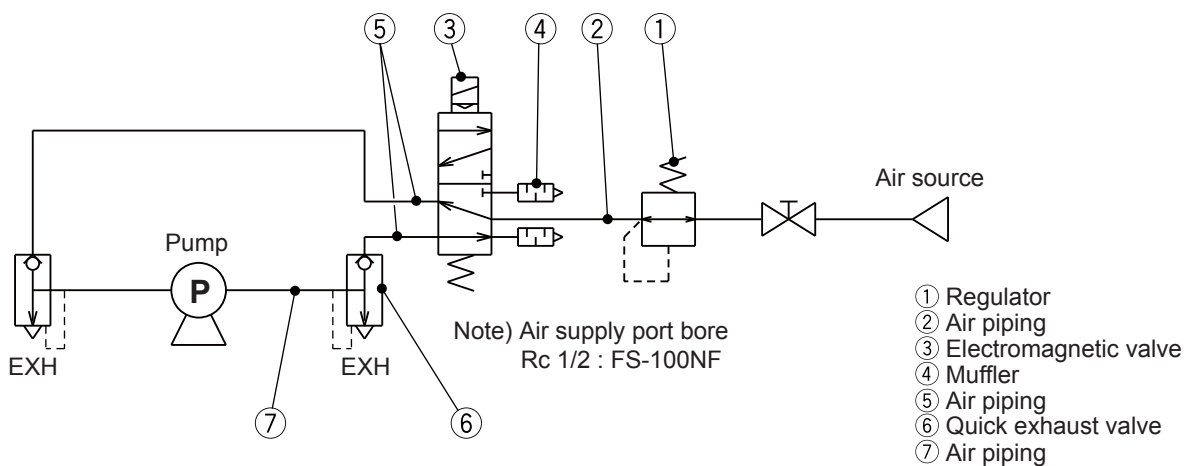 ⑤ ③ ④ ② ①
Air source
Pump
P
EXH
EXH
Note) Air supply port bore
Rc 1/2 : FS-100NF
⑦ ⑥
① Regulator
② Air piping
③ Electromagnetic valve
④ Muffler
⑤ Air piping
⑥ Quick exhaust valve
⑦ Air piping